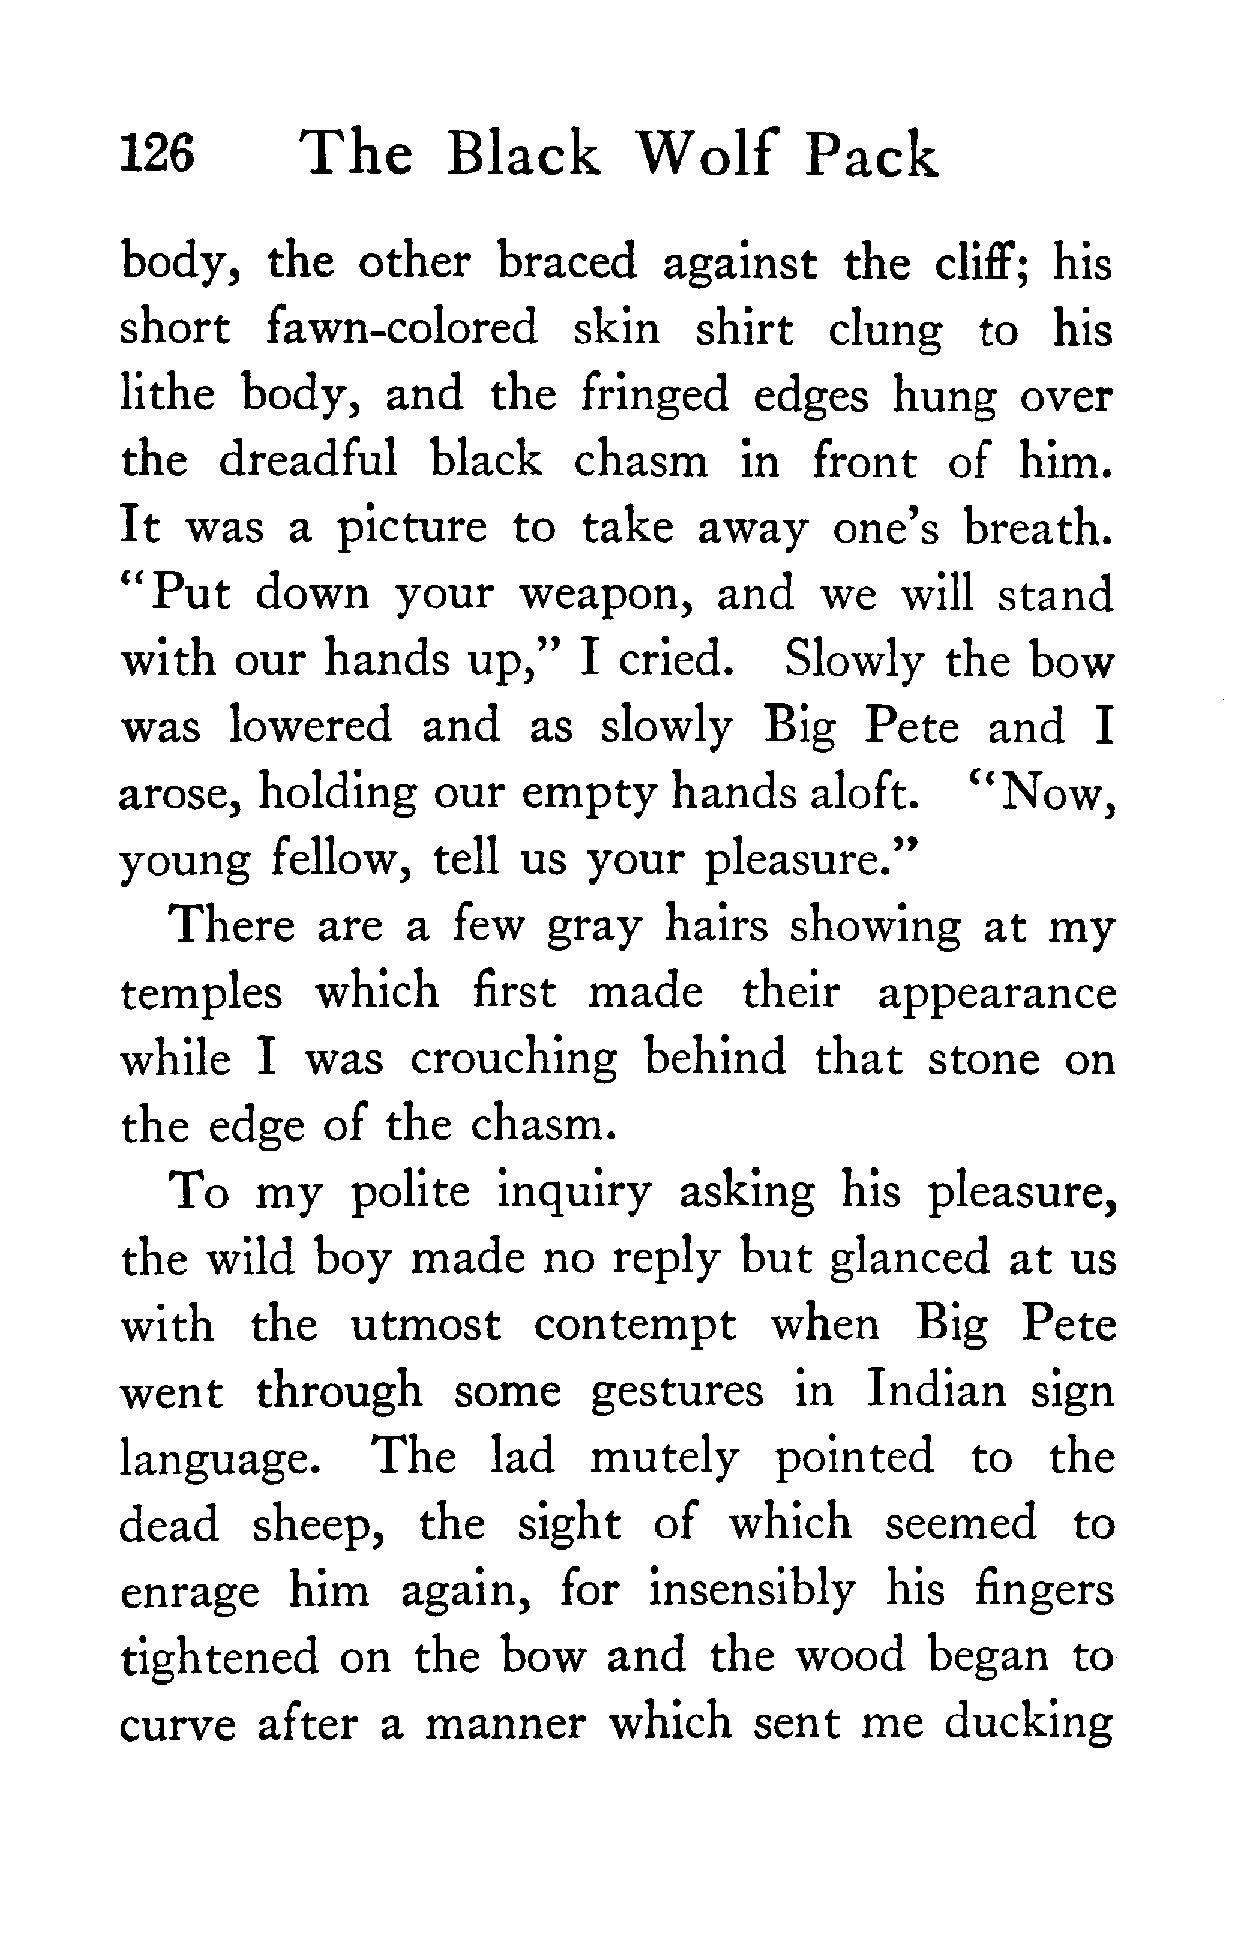 126 The Black Wolf Pack
body, the other braced against the cliff; his
short fawn-colored skin shirt clung to his
lithe body, and the fringed edges hung over
the dreadful black chasm in front of him.
It was a picture to take away one's breath.
“Put down your weapon, and we will stand
with our hands up,” I cried. Slowly the bow
was lowered and as slowly Big Pete and I
arose, holding our empty hands aloft. “Now,
young fellow, tell us your pleasure.”
There are a few gray hairs showing at my
temples which first made their appearance
while I was crouching behind that stone on
the edge of the chasm.
To my polite inquiry asking his pleasure,
the wild boy made no reply but glanced at us
with the utmost contempt when Big Pete
went through some gestures in Indian sign
language. The lad mutely pointed to the
dead sheep, the sight of which seemed to
enrage him again, for insensibly his fingers
tightened on the bow and the wood began to
curve after a manner which sent me ducking